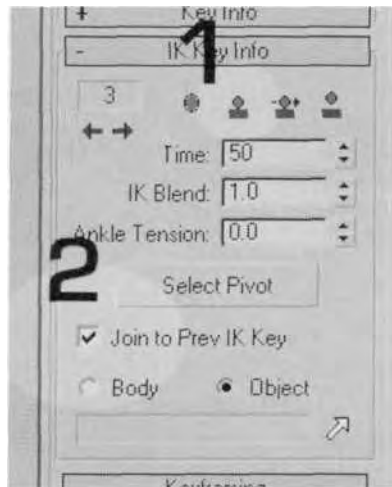 + Key Info
- IK Key Info
1
3
Time: 50
IK Blend: 1.0
Ankle Tension: 0.0
2
Select Pivot
Join to Prev IK Key
Body Object
Keyframing